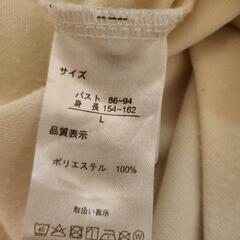 サイズ
バスト 86-94
身 長 154-162
L
品質表示
ポリエステル 100%
取扱い表示